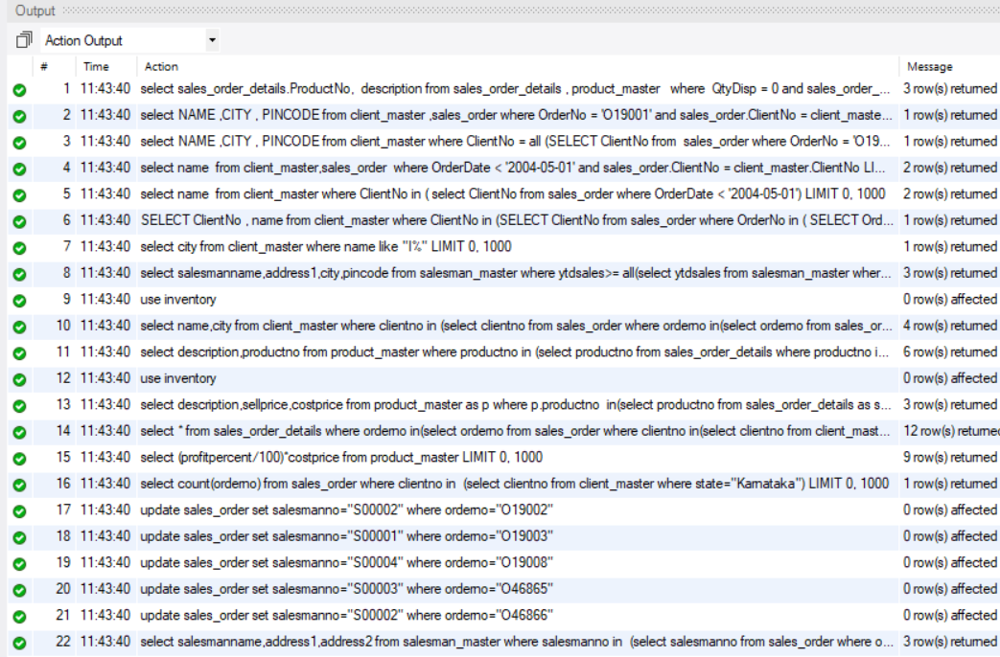 Output
Action Output
# Time Action Message
1 11:43:40 select sales_order_details.ProductNo, description from sales_order_details , product_master where QtyDisp = 0 and sales_order_... 3 row(s) returned
2 11:43:40 select NAME ,CITY , PINCODE from client_master ,sales_order where OrderNo = 'O19001' and sales_order.ClientNo = client_maste... 1 row(s) returned
3 11:43:40 select NAME ,CITY , PINCODE from client_master where ClientNo = all (SELECT ClientNo from sales_order where OrderNo = 'O19... 1 row(s) returned
4 11:43:40 select name from client_master,sales_order where OrderDate < '2004-05-01' and sales_order.ClientNo = client_master.ClientNo LI... 2 row(s) returned
5 11:43:40 select name from client_master where ClientNo in ( select ClientNo from sales_order where OrderDate < '2004-05-01') LIMIT 0, 1000 2 row(s) returned
6 11:43:40 SELECT ClientNo , name from client_master where ClientNo in (SELECT ClientNo from sales_order where OrderNo in ( SELECT Ord... 1 row(s) returned
7 11:43:40 select city from client_master where name like "I%" LIMIT 0, 1000 1 row(s) returned
8 11:43:40 select salesmanname,address1,city,pincode from salesman_master where ytdsales>= all(select ytdsales from salesman_master wher... 3 row(s) returned
9 11:43:40 use inventory 0 row(s) affected
10 11:43:40 select name,city from client_master where clientno in (select clientno from sales_order where orderno in(select orderno from sales_or... 4 row(s) returned
11 11:43:40 select description,productno from product_master where productno in (select productno from sales_order_details where productno i... 6 row(s) returned
12 11:43:40 use inventory 0 row(s) affected
13 11:43:40 select description,sellprice,costprice from product_master as p where p.productno in(select productno from sales_order_details as s... 3 row(s) returned
14 11:43:40 select * from sales_order_details where orderno in(select orderno from sales_order where clientno in(select clientno from client_mast... 12 row(s) returned
15 11:43:40 select (profitpercent/100)*costprice from product_master LIMIT 0, 1000 9 row(s) returned
16 11:43:40 select count(orderno) from sales_order where clientno in (select clientno from client_master where state="Karnataka") LIMIT 0, 1000 1 row(s) returned
17 11:43:40 update sales_order set salesmanno="S00002" where orderno="O19002" 0 row(s) affected
18 11:43:40 update sales_order set salesmanno="S00001" where orderno="O19003" 0 row(s) affected
19 11:43:40 update sales_order set salesmanno="S00004" where orderno="O19008" 0 row(s) affected
20 11:43:40 update sales_order set salesmanno="S00003" where orderno="O46865" 0 row(s) affected
21 11:43:40 update sales_order set salesmanno="S00002" where orderno="O46866" 0 row(s) affected
22 11:43:40 select salesmanname,address1,address2 from salesman_master where salesmanno in (select salesmanno from sales_order where o... 3 row(s) returned